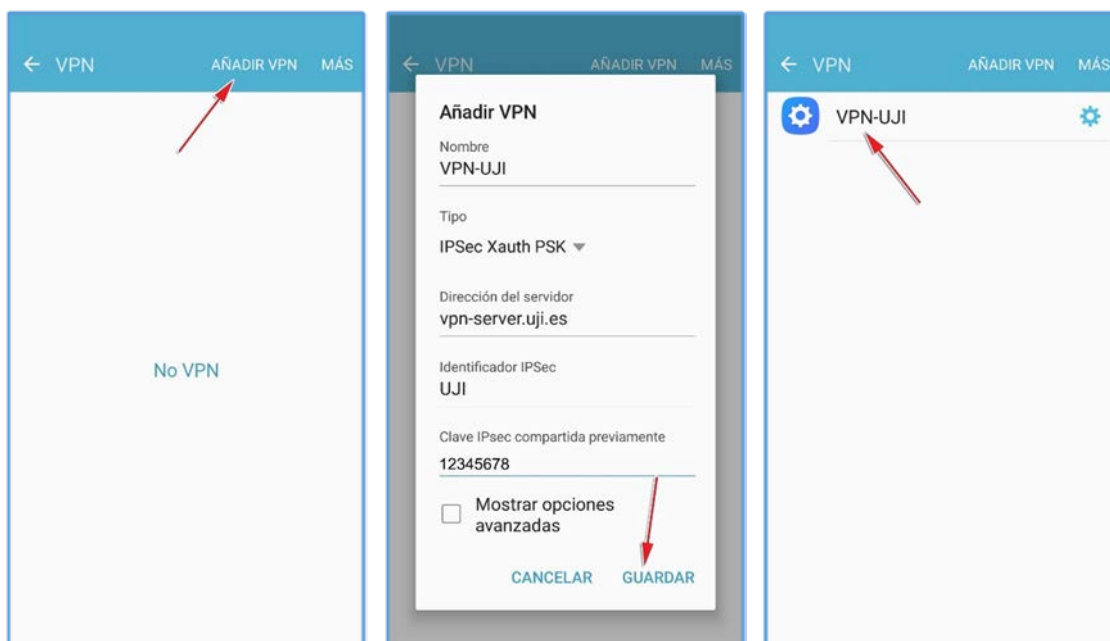 VPN AÑADIR VPN MÁS
No VPN
VPN AÑADIR VPN MÁS
Añadir VPN
Nombre
VPN-UJI
Tipo
IPSec Xauth PSK
Dirección del servidor
vpn-server.uji.es
Identificador IPSec
UJI
Clave IPsec compartida previamente
12345678
Mostrar opciones
avanzadas
CANCELAR GUARDAR
VPN AÑADIR VPN MÁS
VPN-UJI